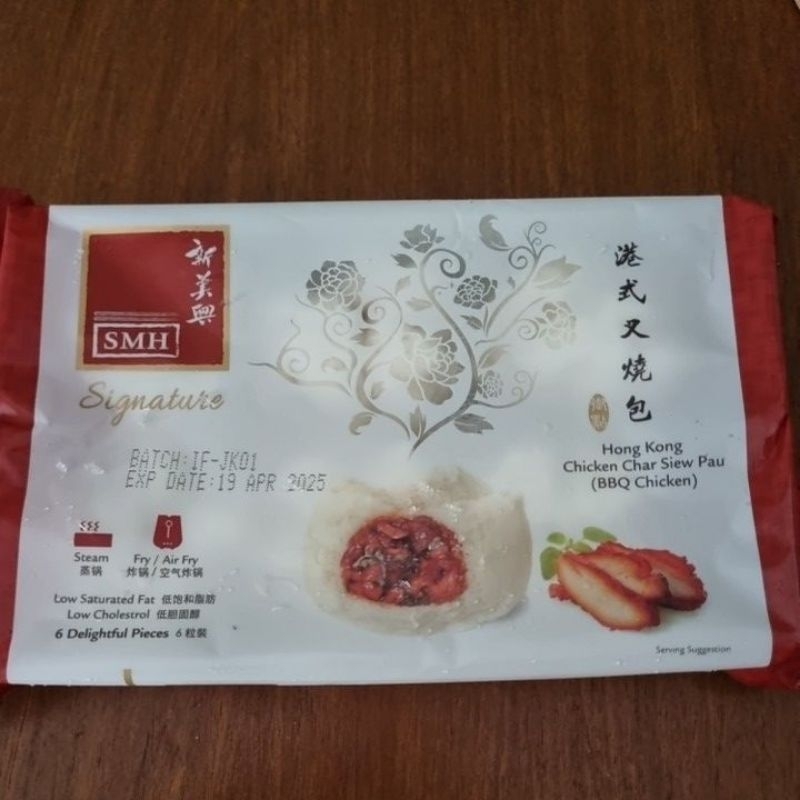 新美興
SMH
Signature
港式叉燒包
Hong Kong
Chicken Char Siew Pau
(BBQ Chicken)
BATCH:IF-JK01
EXP DATE:19 APR 2025
Steam
蒸锅
Fry / Air Fry
炸锅 / 空气炸锅
Low Saturated Fat 低饱和脂肪
Low Cholestrol 低胆固醇
6 Delightful Pieces 6 粒裝
Serving Suggestion